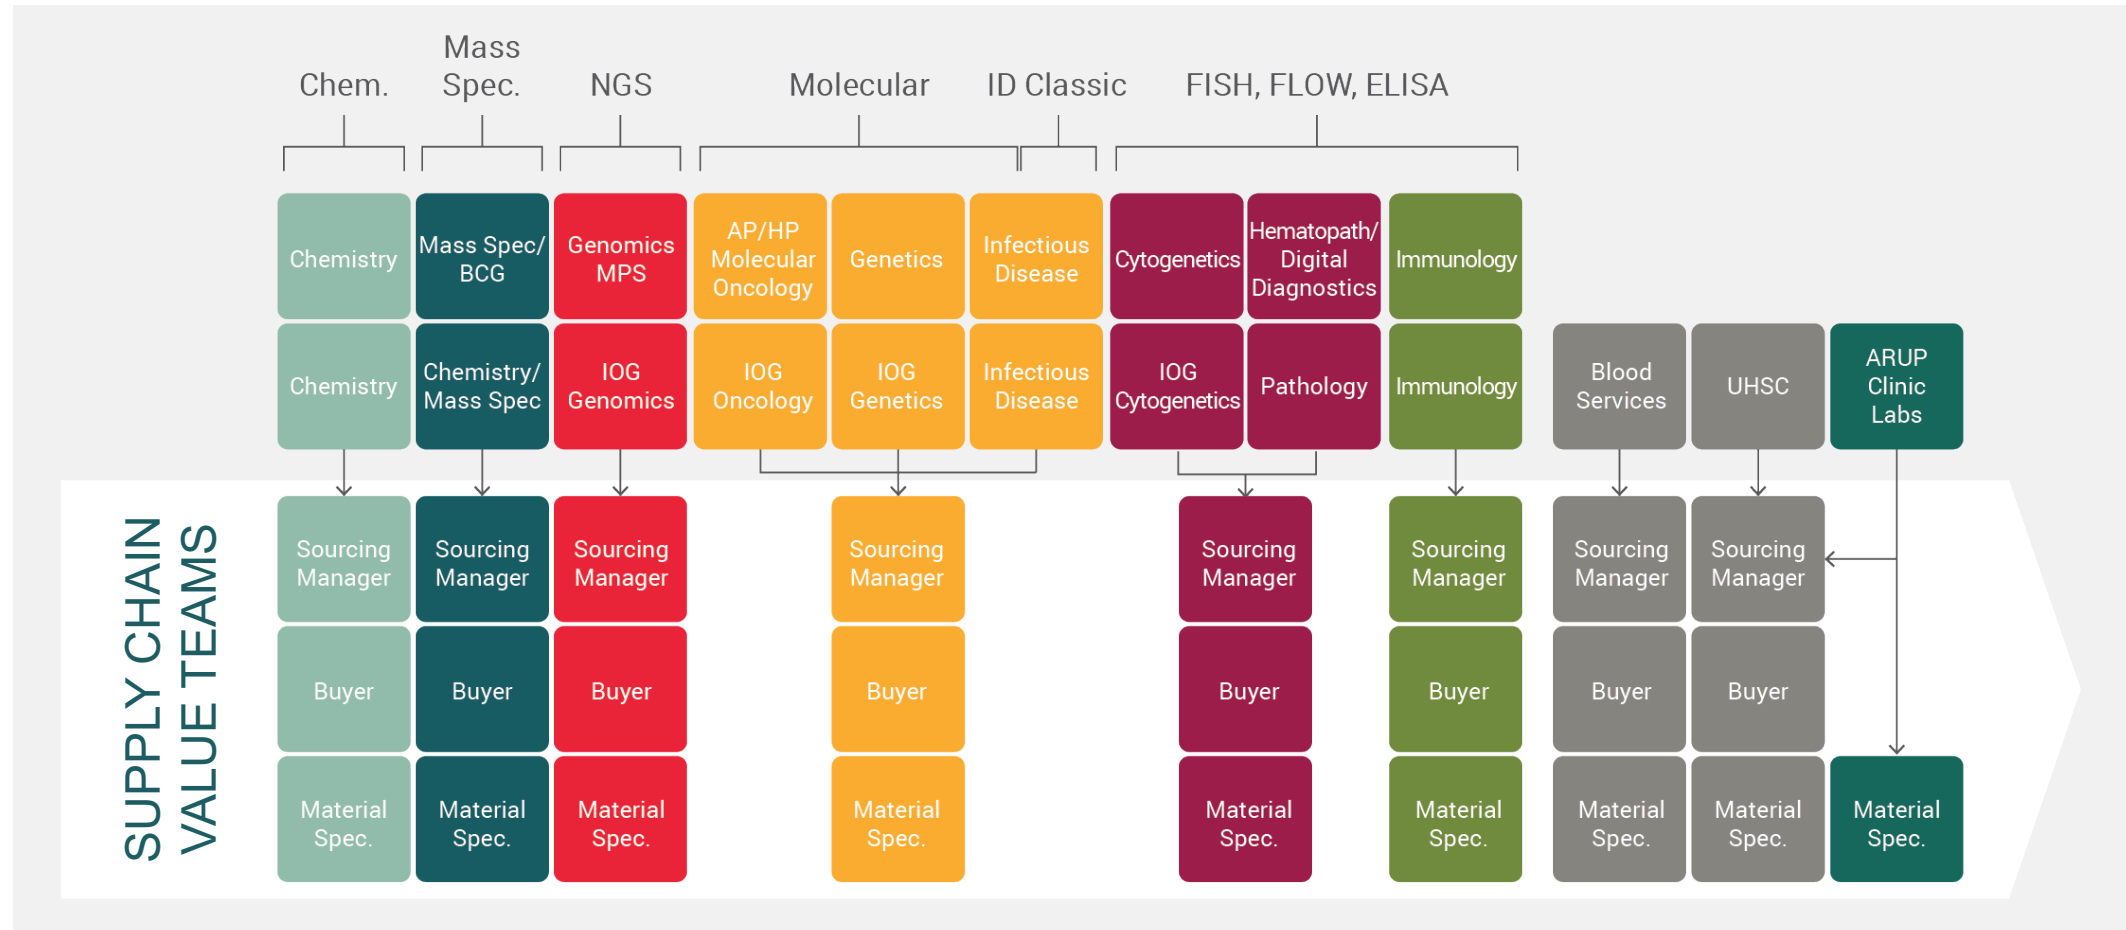 Mass
Spec.
Chem.
NGS
Molecular
ID Classic
FISH, FLOW, ELISA
Chemistry
Mass Spec/
BCG
Genomics
MPS
AP/HP
Molecular
Oncology
Genetics
Infectious
Disease
Cytogenetics
Hematopath/
Digital
Diagnostics
Immunology
Chemistry
Chemistry/
Mass Spec
IOG
Genomics
IOG
Oncology
IOG
Genetics
Infectious
Disease
IOG
Cytogenetics
Pathology
Immunology
Blood
Services
UHSC
ARUP
Clinic
Labs
SUPPLY CHAIN
VALUE TEAMS
Sourcing
Manager
Sourcing
Manager
Sourcing
Manager
Sourcing
Manager
Sourcing
Manager
Sourcing
Manager
Sourcing
Manager
Sourcing
Manager
Buyer
Buyer
Buyer
Buyer
Buyer
Buyer
Buyer
Buyer
Material
Spec.
Material
Spec.
Material
Spec.
Material
Spec.
Material
Spec.
Material
Spec.
Material
Spec.
Material
Spec.
Material
Spec.